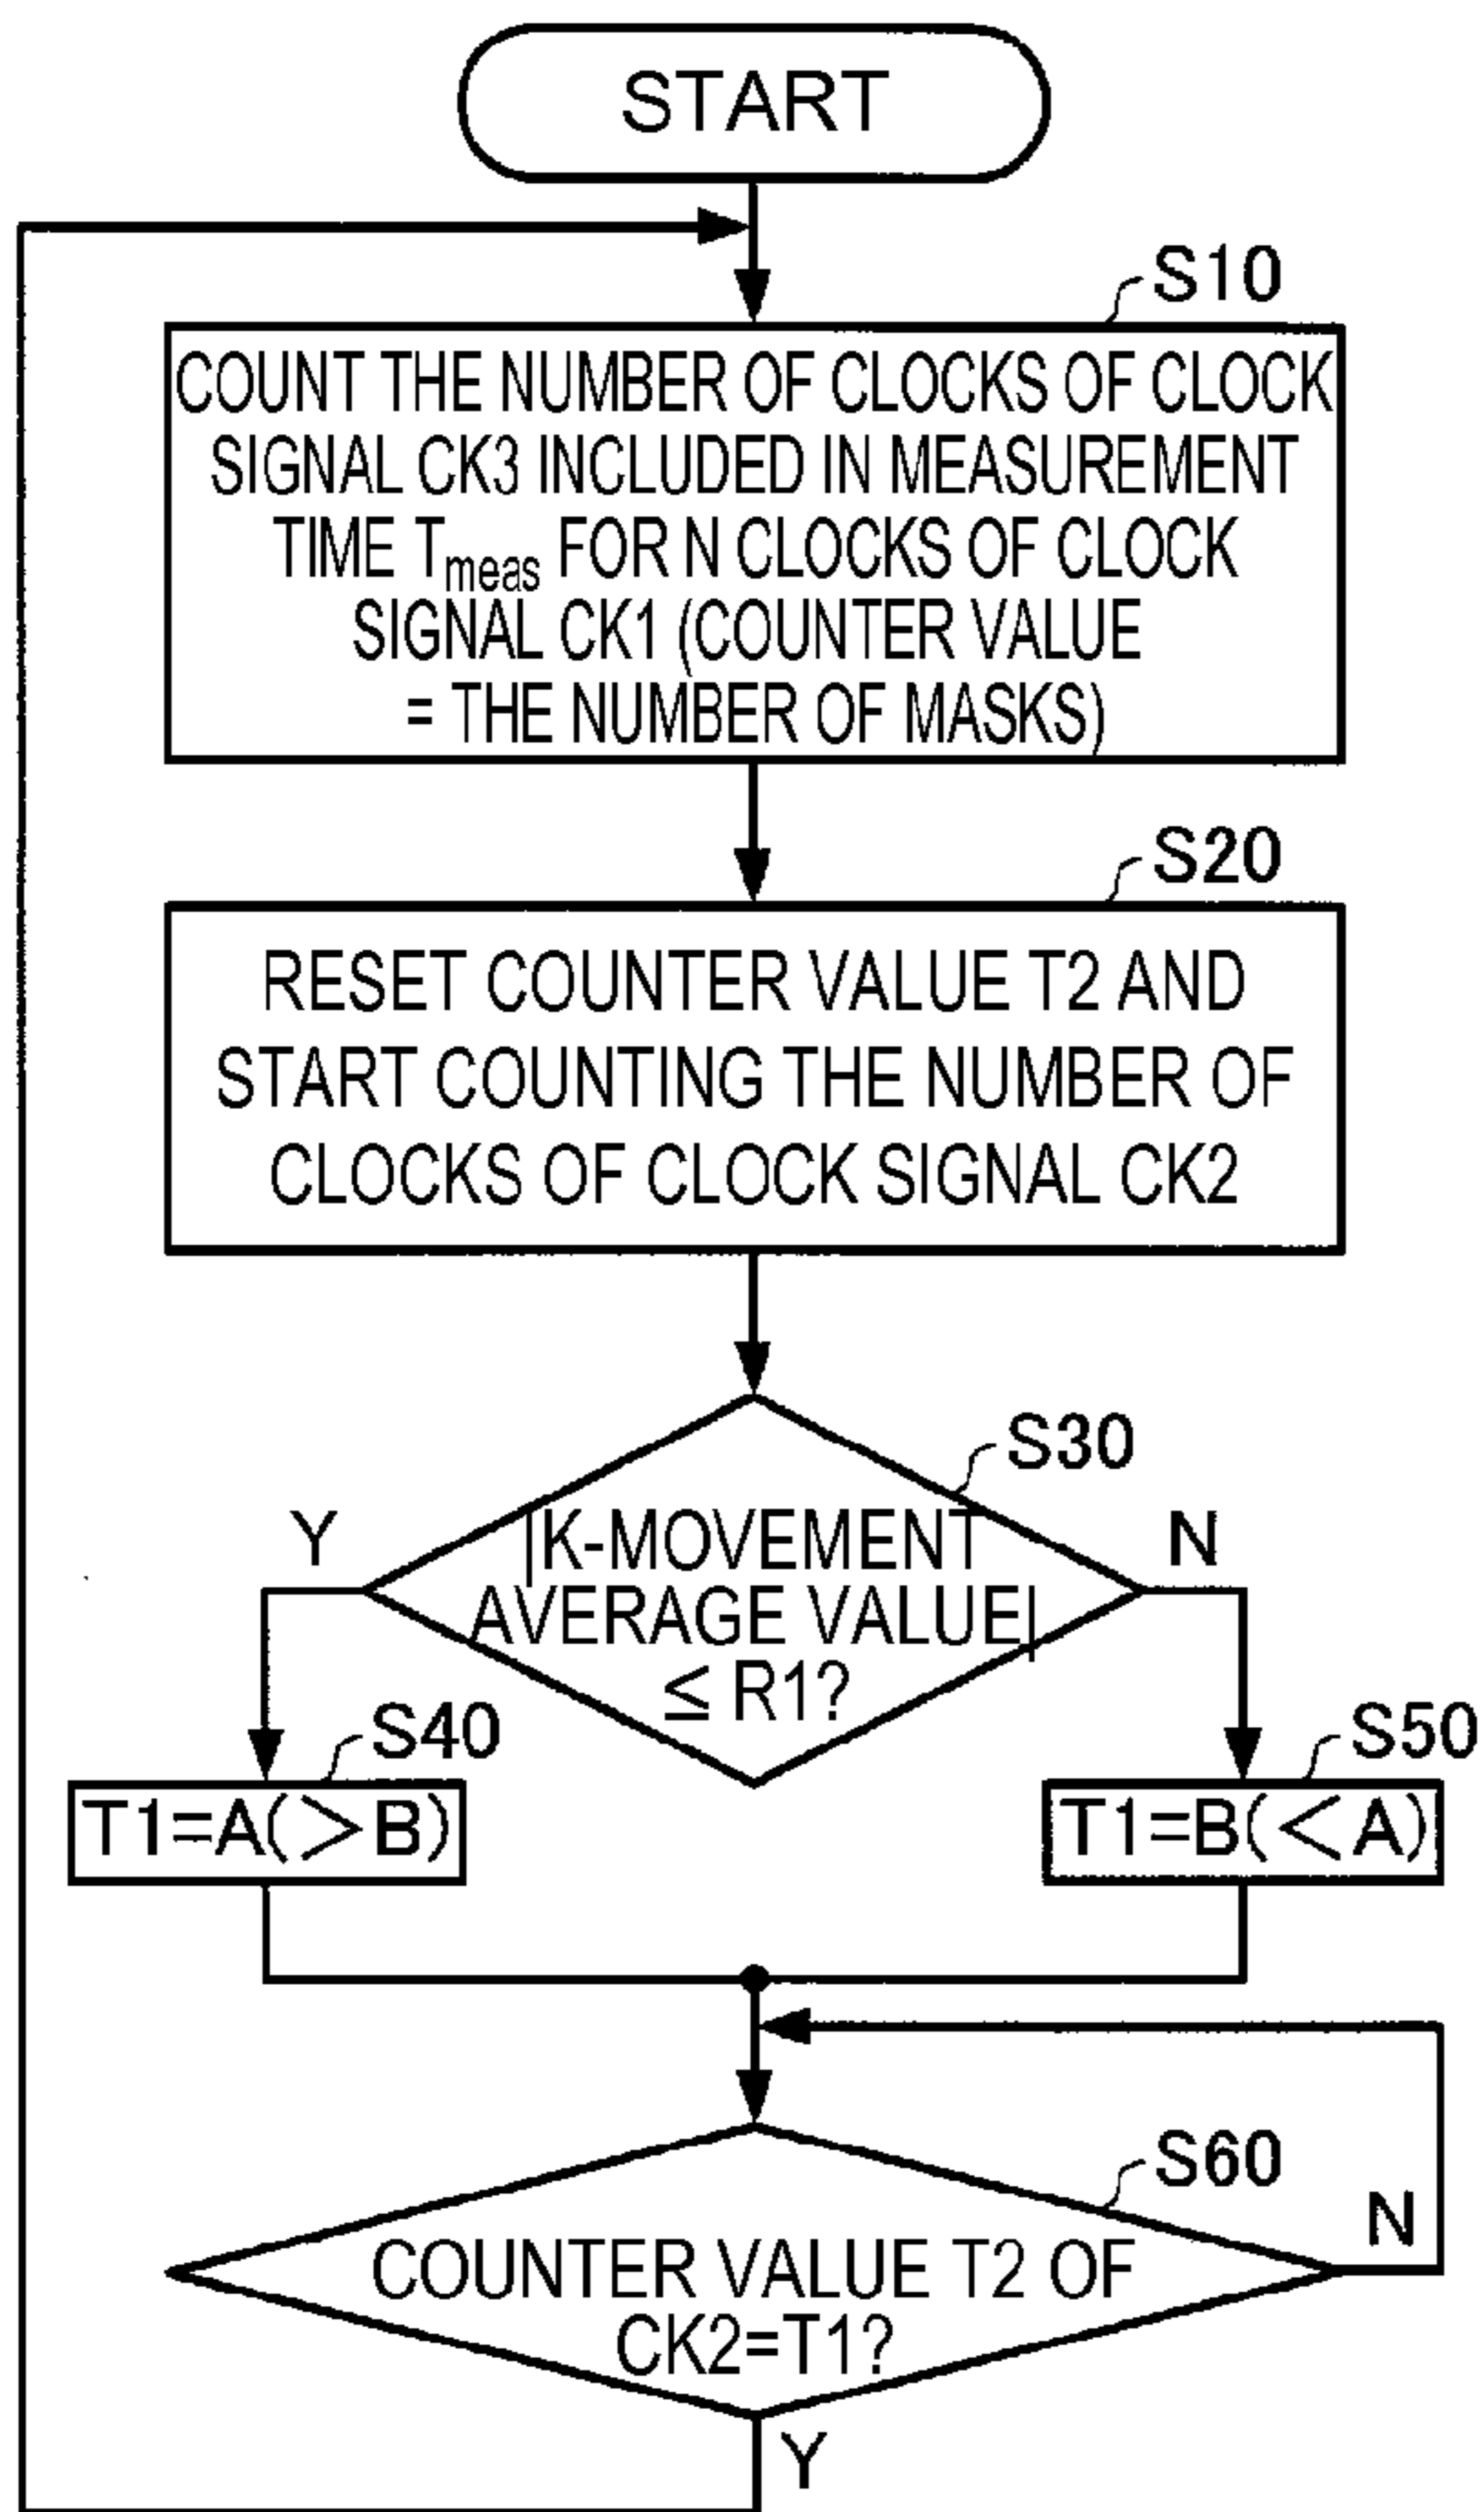 START
S10
COUNT THE NUMBER OF CLOCKS OF CLOCK
SIGNAL CK3 INCLUDED IN MEASUREMENT
TIME Tmeas FOR N CLOCKS OF CLOCK
SIGNAL CK1 (COUNTER VALUE
= THE NUMBER OF MASKS)
S20
RESET COUNTER VALUE T2 AND
START COUNTING THE NUMBER OF
CLOCKS OF CLOCK SIGNAL CK2
S30
|K-MOVEMENT
AVERAGE VALUE|
≤ R1?
Y
N
S40
T1=A(>B)
S50
T1=B(<A)
S60
COUNTER VALUE T2 OF
CK2=T1?
N
Y